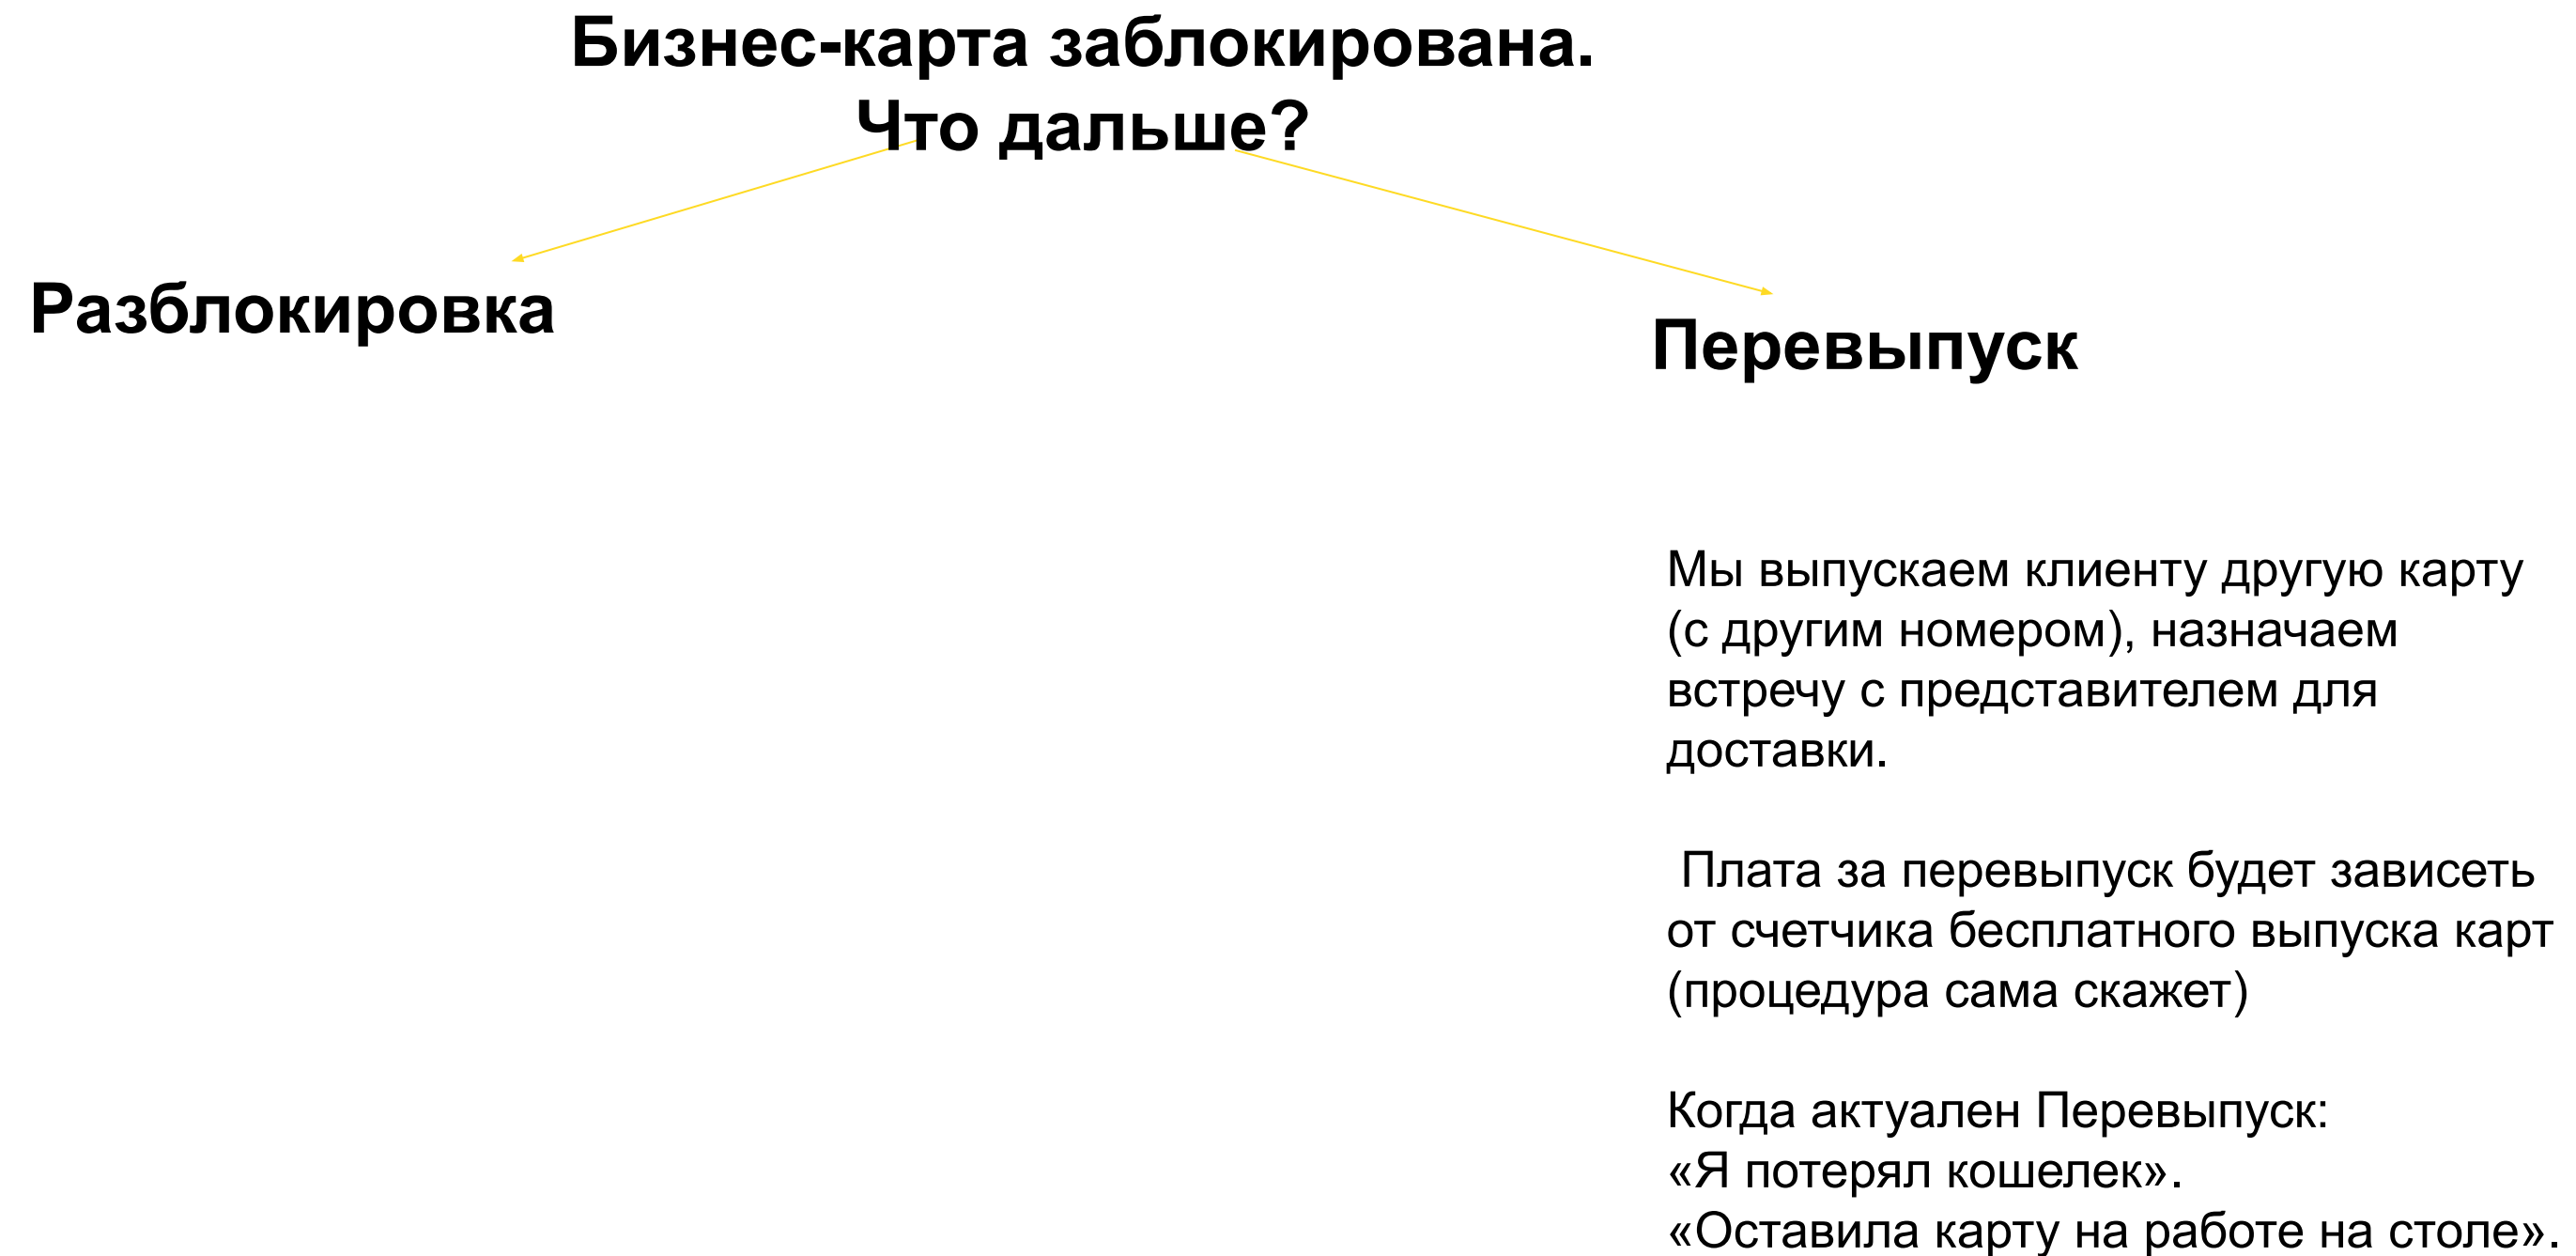 Бизнес-карта заблокирована.
Что дальше?
Разблокировка
Перевыпуск
Мы выпускаем клиенту другую карту
(с другим номером), назначаем
встречу с представителем для
доставки.
Плата за перевыпуск будет зависеть
от счетчика бесплатного выпуска карт
(процедура сама скажет)
Когда актуален Перевыпуск:
«Я потерял кошелек».
«Оставила карту на работе на столе».